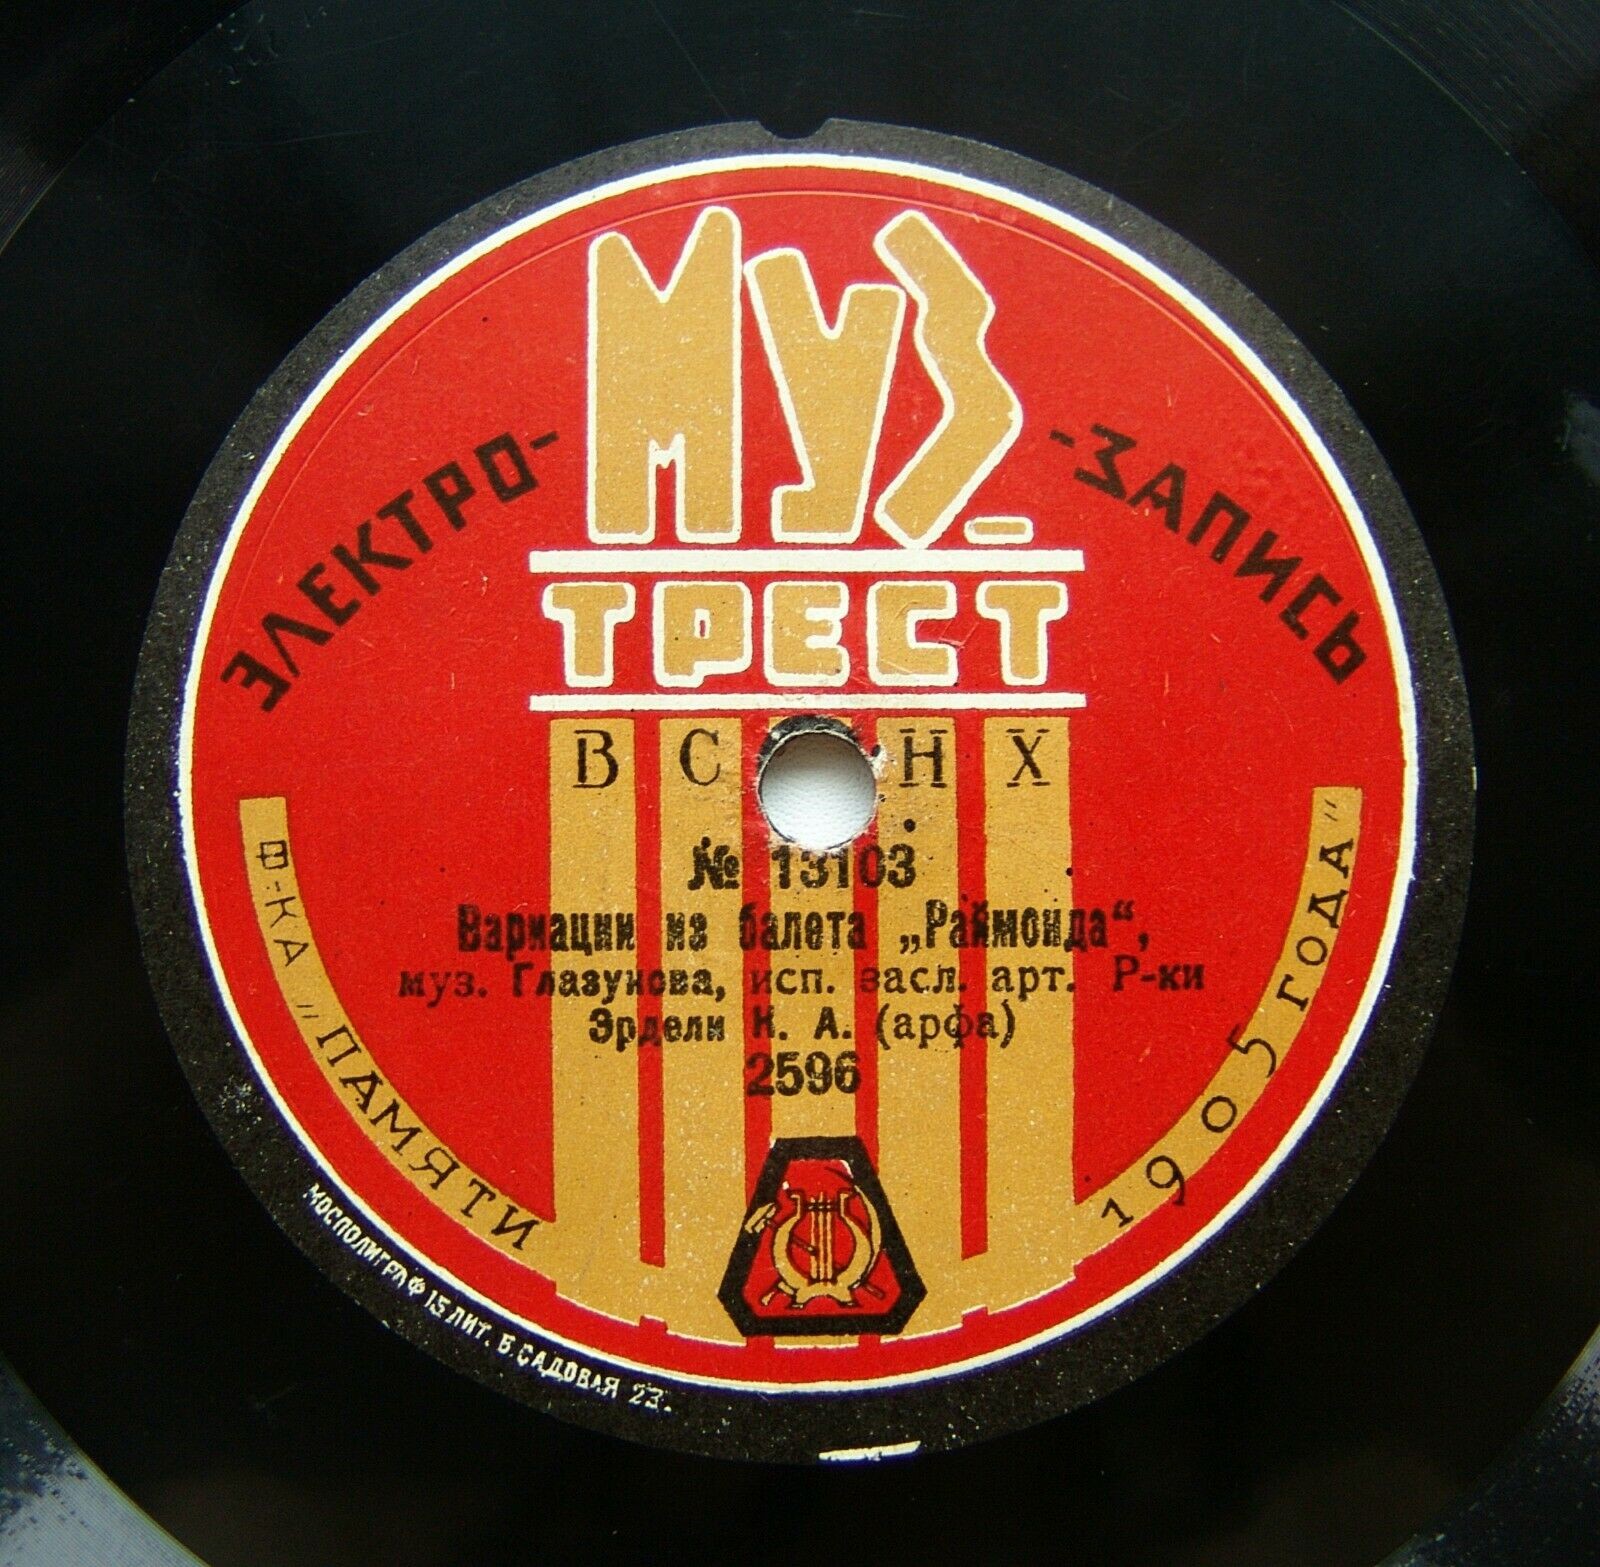 МУЗ-
ТРЕСТ
ЭЛЕКТРО-
-ЗАПИСЬ
В С Н Х
№ 13103
Вариации из балета „Раймонда“,
муз. Глазунова, исп. засл. арт. Р-ки
Эрдели К. А. (арфа)
2596
Ф-КА „ПАМЯТИ
1905 ГОДА"
МОСПОЛИГРАФ 15 ЛИТ. Б. САДОВАЯ 23.